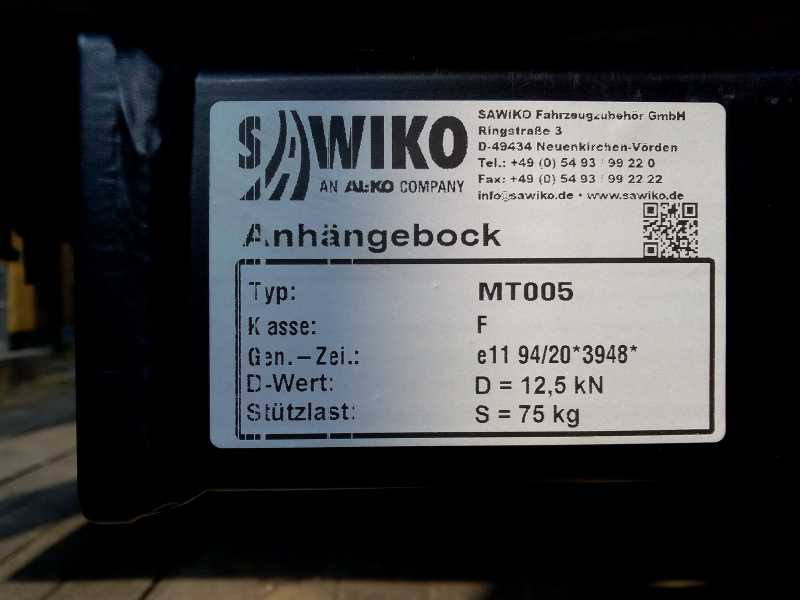 SAWIKO
AN AL-KO COMPANY
SAWIKO Fahrzeugzubehör GmbH
Ringstraße 3
D-49434 Neuenkirchen-Vörden
Tel.: +49 (0) 54 93 / 99 22 0
Fax: +49 (0) 54 93 / 99 22 22
info@sawiko.de • www.sawiko.de
Anhängebock
Typ: MT005
Klasse: F
Gen.-Zei.: e11 94/20*3948*
D-Wert: D = 12,5 kN
Stützlast: S = 75 kg